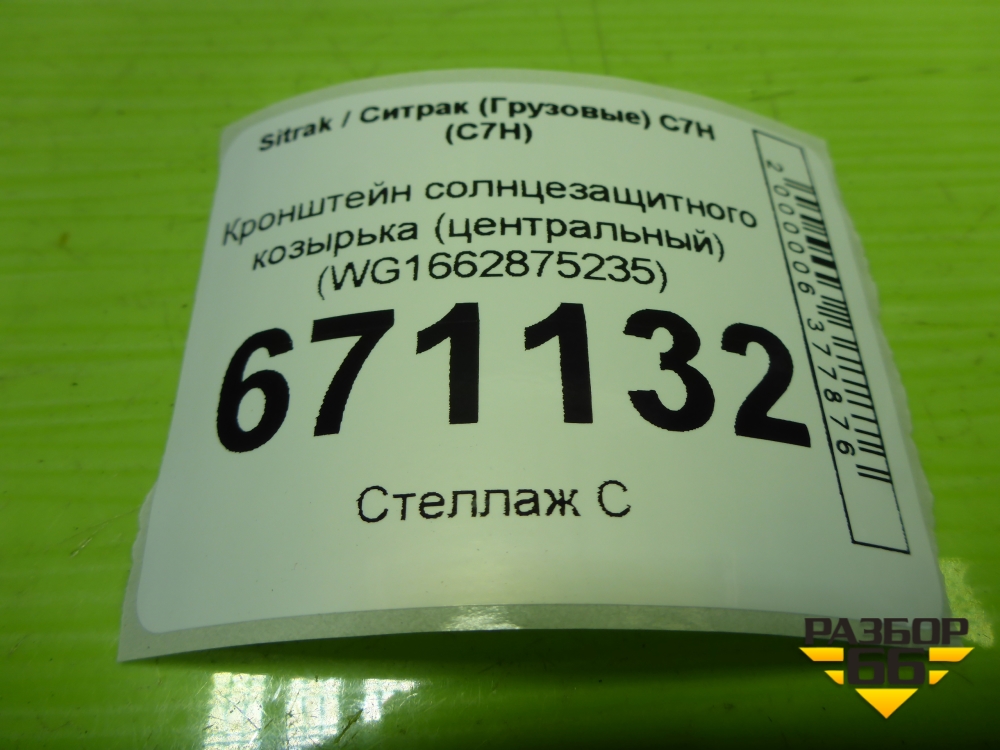 Sitrak / Ситрак (Грузовые) C7H
(C7H)
Кронштейн солнцезащитного
козырька (центральный)
(WG1662875235)
671132
Стеллаж С
2000006377876
РАЗБОР
66